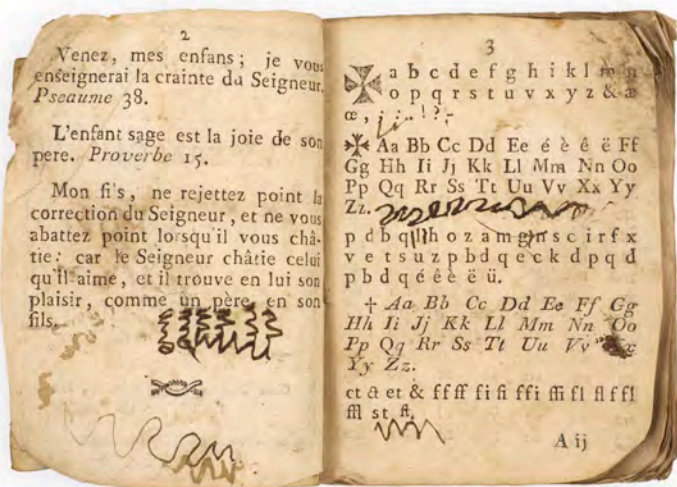 2
Venez, mes enfans ; je vous
enseignerai la crainte du Seigneur.
Pseaume 38.
L'enfant sage est la joie de son
pere. Proverbe 15.
Mon fi's, ne rejettez point la
correction du Seigneur, et ne vous
abattez point lorsqu'il vous châ-
tie: car le Seigneur châtie celui
qu'il aime, et il trouve en lui son
plaisir, comme un père en son
fils.
3
✠ a b c d e f g h i k l m n
o p q r s t u v x y z & æ
œ , ; : . ! ? -
✠ Aa Bb Cc Dd Ee é è ê ë Ff
Gg Hh Ii Jj Kk Ll Mm Nn Oo
Pp Qq Rr Ss Tt Uu Vv Xx Yy
Zz.
p d b q h o z a m g n s c i r f x
v e t s u z p b d q e c k d p q d
p b d q é ê è ë ü.
† Aa Bb Cc Dd Ee Ff Gg
Hh Ii Jj Kk Ll Mm Nn Oo
Pp Qq Rr Ss Tt Uu Vv Xx
Yy Zz.
ct & et & ff ff fi fi ffi ffi fl fl ffl
ffl st st.
A ij